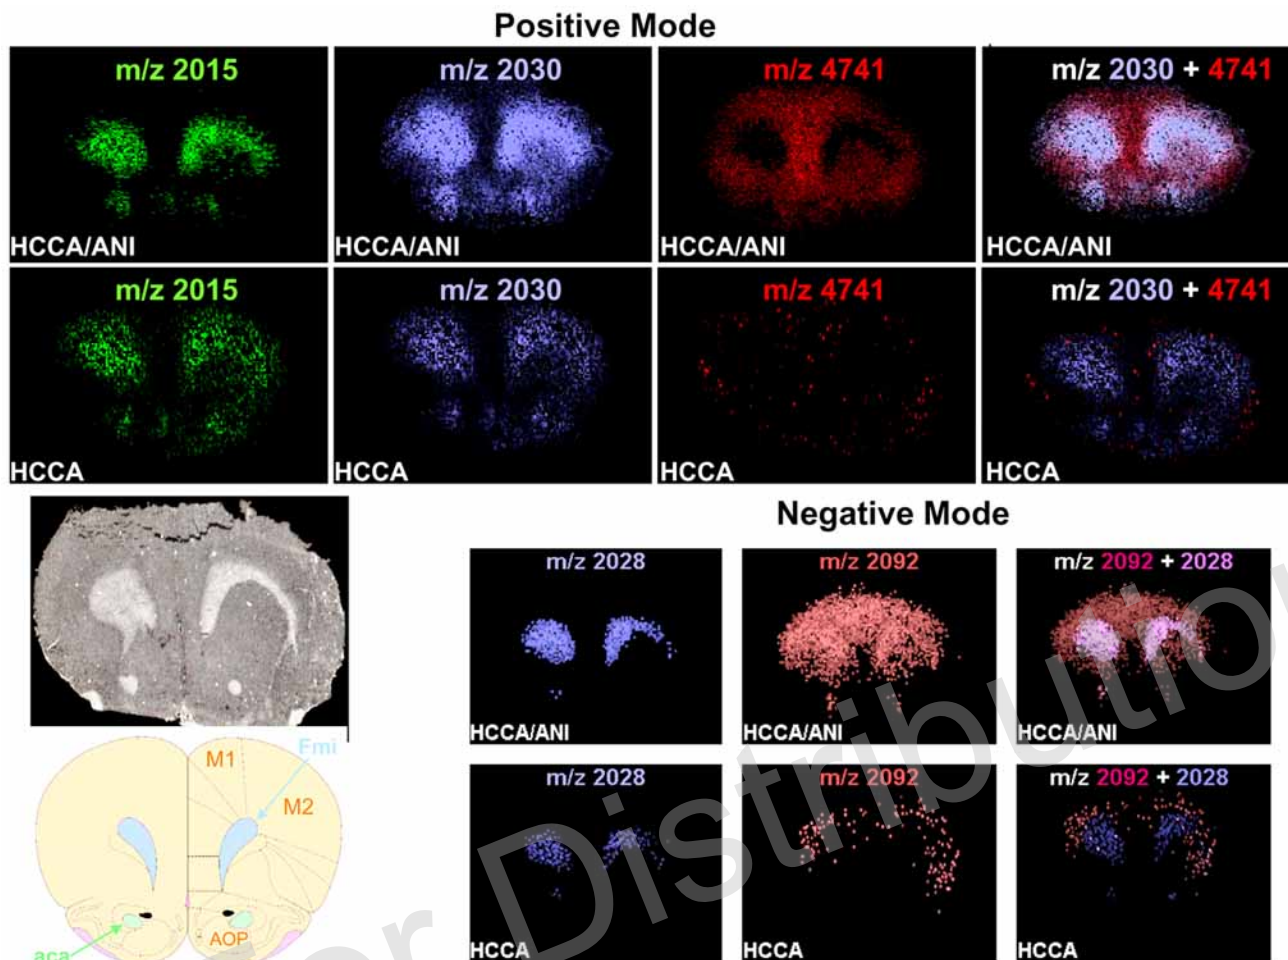 Positive Mode
m/z 2015
m/z 2030
m/z 4741
m/z 2030 + 4741
HCCA/ANI
HCCA/ANI
HCCA/ANI
HCCA/ANI
m/z 2015
m/z 2030
m/z 4741
m/z 2030 + 4741
HCCA
HCCA
HCCA
HCCA
Negative Mode
m/z 2028
m/z 2092
m/z 2092 + 2028
HCCA/ANI
HCCA/ANI
HCCA/ANI
m/z 2028
m/z 2092
m/z 2092 + 2028
HCCA
HCCA
HCCA
M1
Fmi
M2
AOP
aca
or Distribution